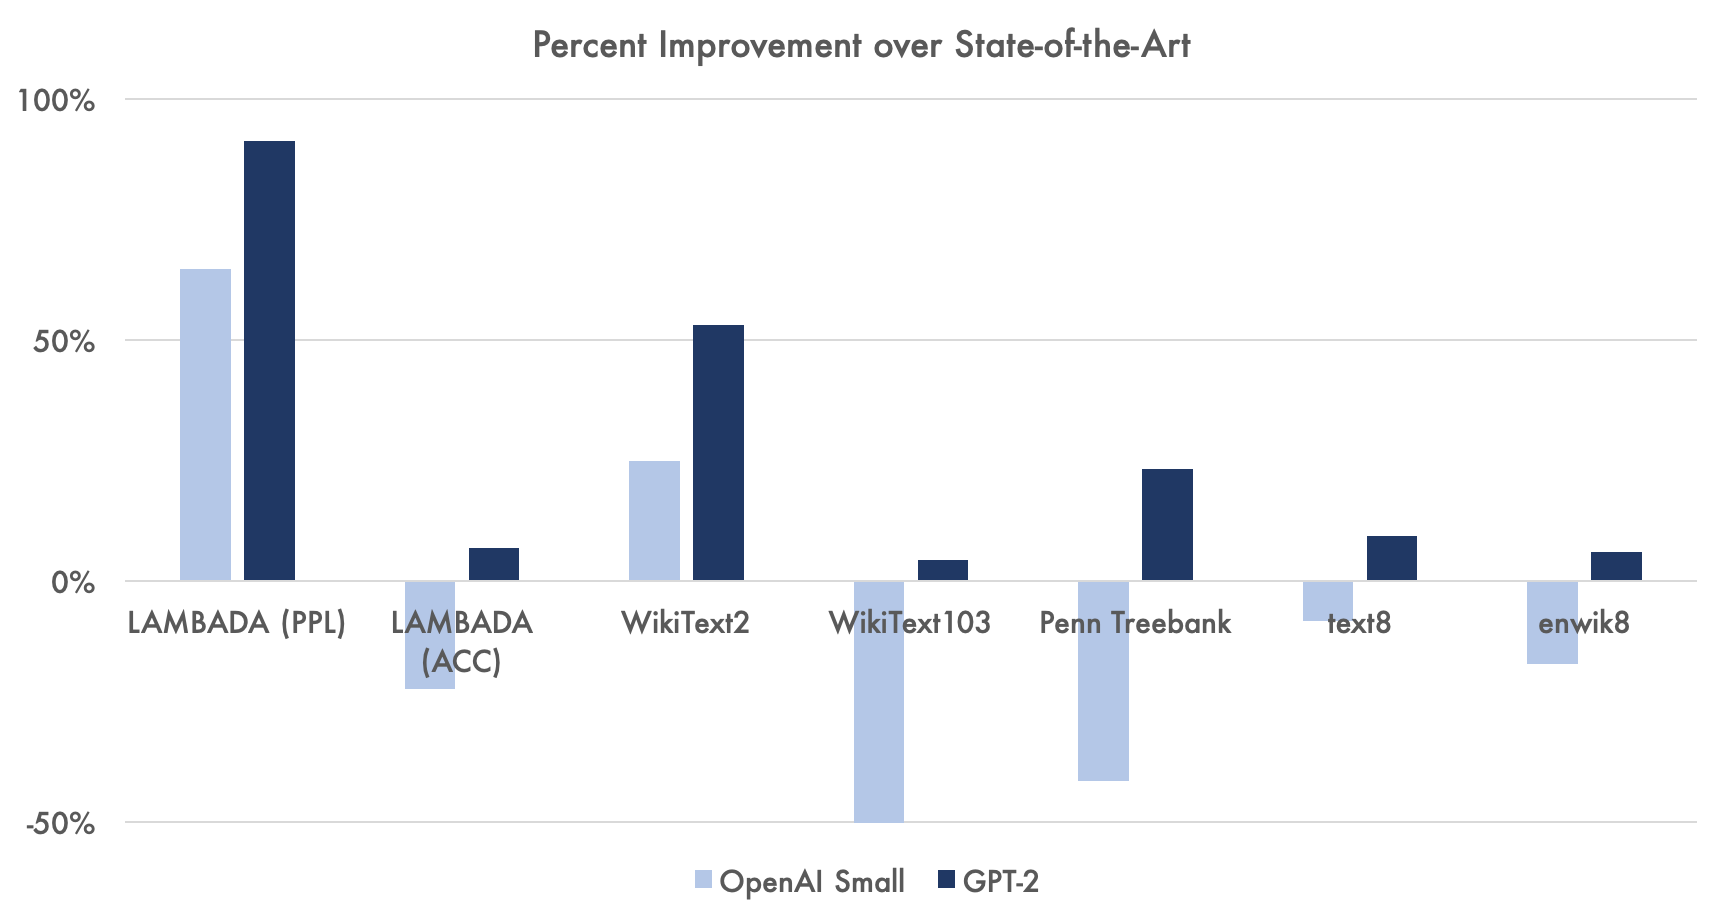 Percent Improvement over State-of-the-Art
100%
50%
0%
-50%
LAMBADA (PPL)
LAMBADA
(ACC)
WikiText2
WikiText103
Penn Treebank
text8
enwik8
OpenAI Small
GPT-2